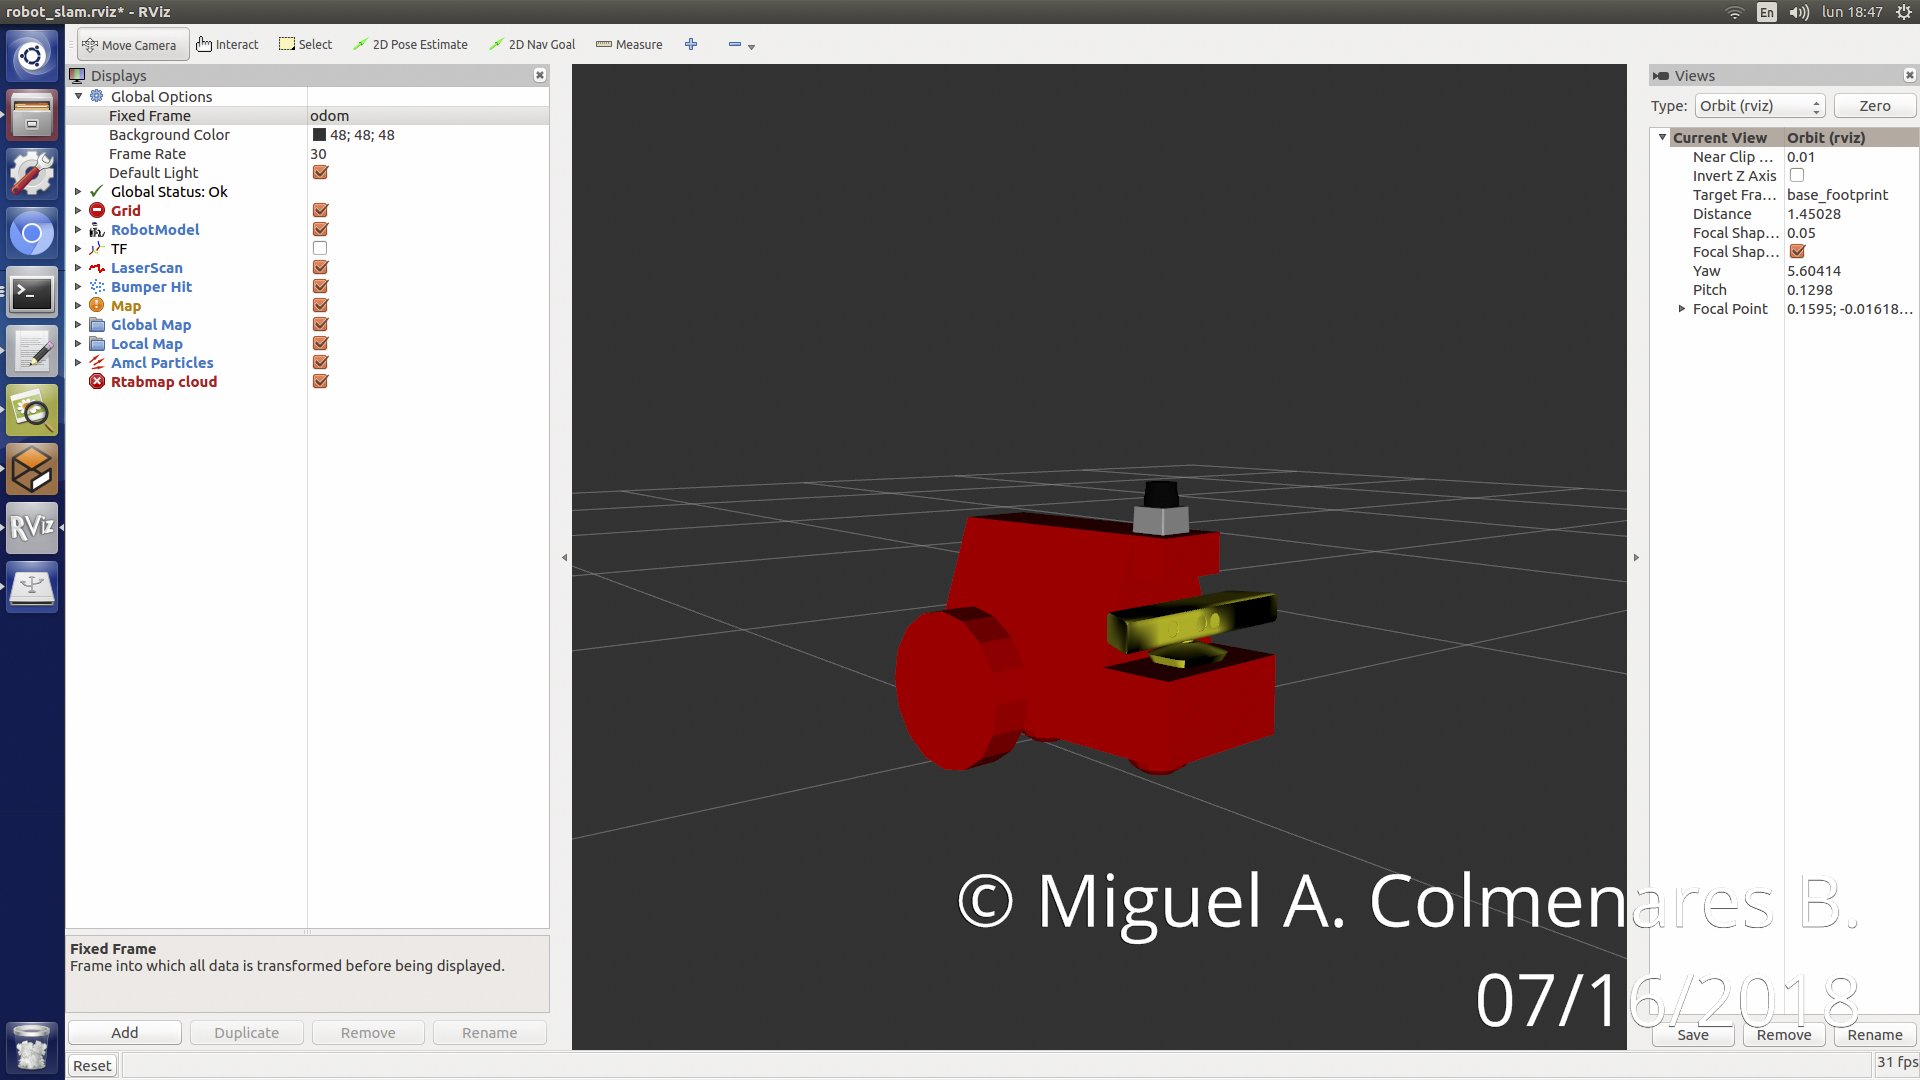 robot_slam.rviz* - RViz
En
lun 18:47
Move Camera
Interact
Select
2D Pose Estimate
2D Nav Goal
Measure
Displays
Global Options
Fixed Frame odom
Background Color 48; 48; 48
Frame Rate 30
Default Light
Global Status: Ok
Grid
RobotModel
TF
LaserScan
Bumper Hit
Map
Global Map
Local Map
Amcl Particles
Rtabmap cloud
RViz
Fixed Frame
Frame into which all data is transformed before being displayed.
Add
Duplicate
Remove
Rename
Reset
Views
Type: Orbit (rviz)
Zero
Current View Orbit (rviz)
Near Clip ... 0.01
Invert Z Axis
Target Fra... base_footprint
Distance 1.45028
Focal Shap... 0.05
Focal Shap...
Yaw 5.60414
Pitch 0.1298
Focal Point 0.1595; -0.01618...
© Miguel A. Colmenares B.
07/16/2018
Save
Remove
Rename
31 fps